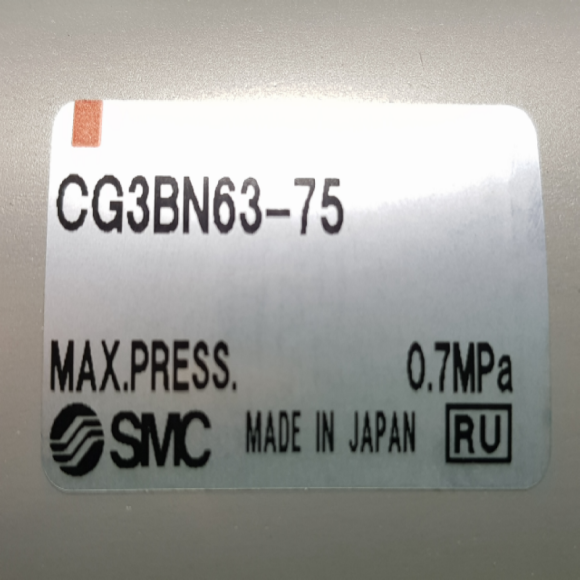 CG3BN63-75
MAX.PRESS. 0.7MPa
SMC MADE IN JAPAN RU